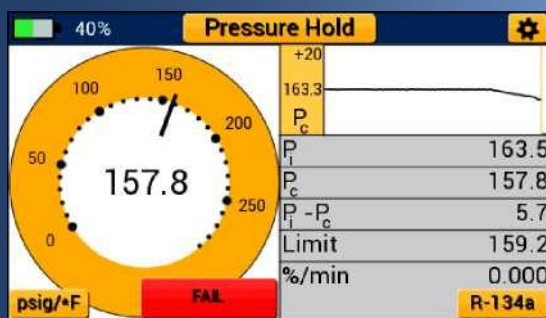 40%
Pressure Hold
+20
163.3
Pc
0
50
100
150
200
250
157.8
Pi 163.5
Pc 157.8
Pi -Pc 5.7
Limit 159.2
%/min 0.000
psig/°F
FAIL
R-134a